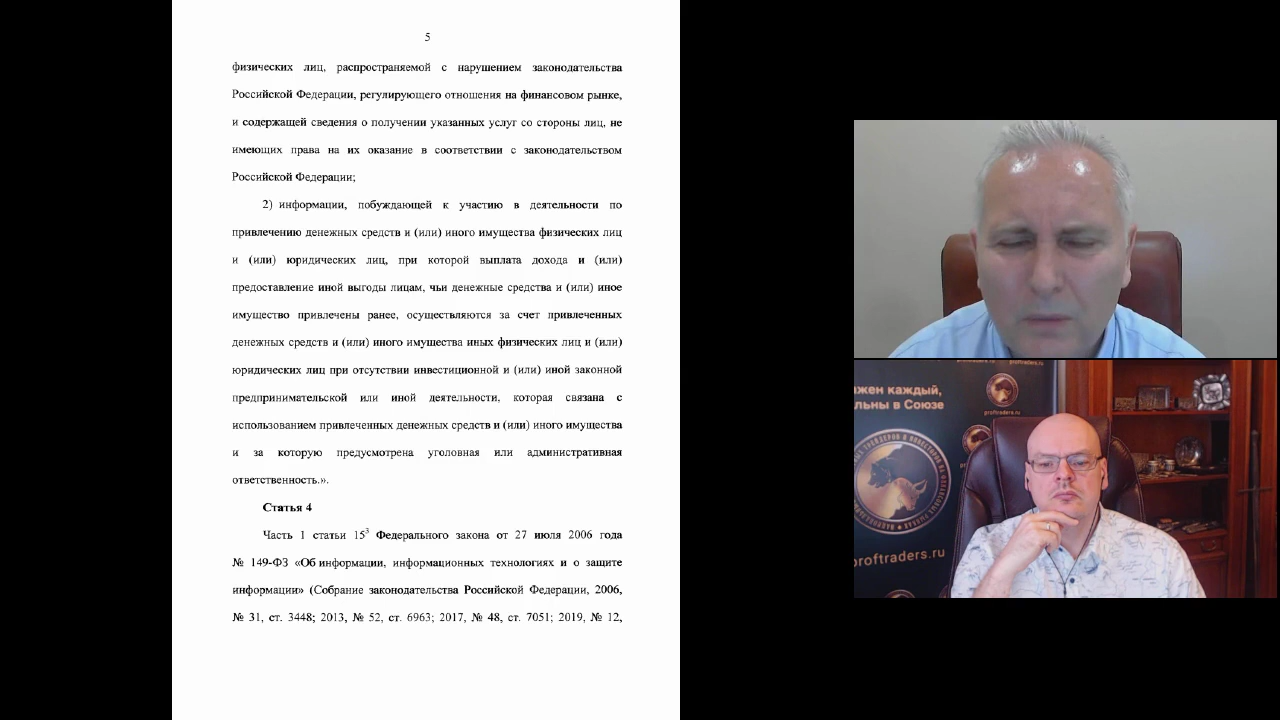 5
физических лиц, распространяемой с нарушением законодательства
Российской Федерации, регулирующего отношения на финансовом рынке,
и содержащей сведения о получении указанных услуг со стороны лиц, не
имеющих права на их оказание в соответствии с законодательством
Российской Федерации;
2) информации, побуждающей к участию в деятельности по
привлечению денежных средств и (или) иного имущества физических лиц
и (или) юридических лиц, при которой выплата дохода и (или)
предоставление иной выгоды лицам, чьи денежные средства и (или) иное
имущество привлечены ранее, осуществляются за счет привлеченных
денежных средств и (или) иного имущества иных физических лиц и (или)
юридических лиц при отсутствии инвестиционной и (или) иной законной
предпринимательской или иной деятельности, которая связана с
использованием привлеченных денежных средств и (или) иного имущества
и за которую предусмотрена уголовная или административная
ответственность.».
Статья 4
Часть 1 статьи 15³ Федерального закона от 27 июля 2006 года
№ 149-ФЗ «Об информации, информационных технологиях и о защите
информации» (Собрание законодательства Российской Федерации, 2006,
№ 31, ст. 3448; 2013, № 52, ст. 6963; 2017, № 48, ст. 7051; 2019, № 12,
proftraders.ru
жен каждый,
льны в Союзе
proftraders.ru
proftraders.ru